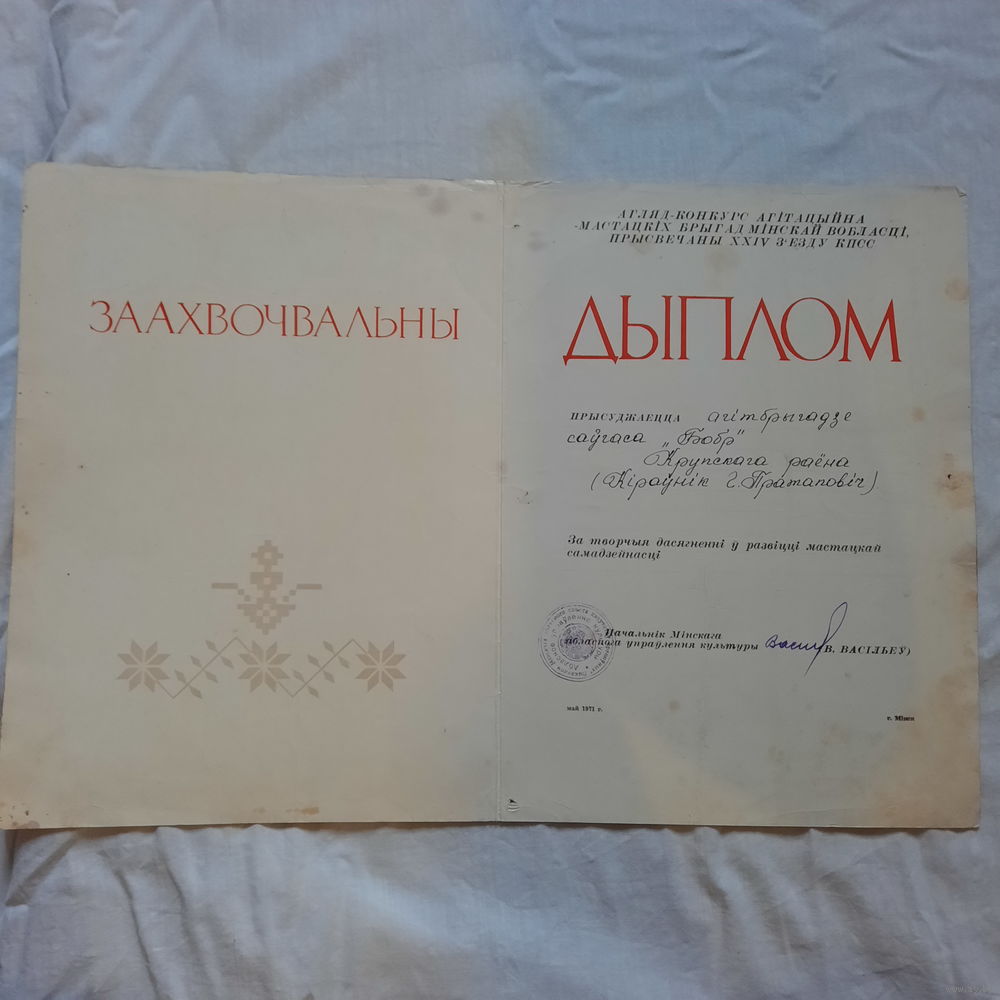 ЗААХВОЧВАЛЬНЫ
АГЛЯД-КОНКУРС АГІТАЦЫЙНА
-МАСТАЦКІХ БРЫГАД МІНСКАЙ ВОБЛАСЦІ,
ПРЫСВЕЧАНЫ XXIV З'ЕЗДУ КПСС
ДЫПЛОМ
ПРЫСУДЖАЕЦЦА агітбрыгадзе
саўгаса „Бобр"
Крупскага раёна
(Кіраўнік Г. Пратаповіч)
За творчыя дасягненні ў развіцці мастацкай
самадзейнасці
Начальнік Мінскага
абласнога упраўлення культуры (В. ВАСІЛЬЕЎ)
май 1971 г.
г. Мінск